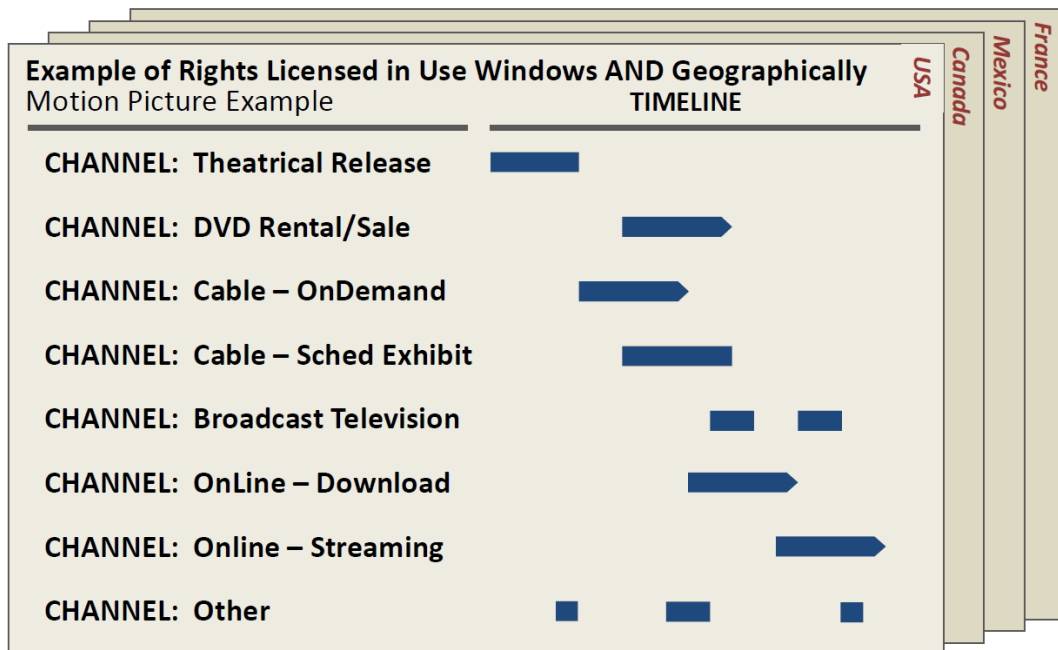 Example of Rights Licensed in Use Windows AND Geographically
Motion Picture Example
TIMELINE
CHANNEL: Theatrical Release
CHANNEL: DVD Rental/Sale
CHANNEL: Cable – OnDemand
CHANNEL: Cable – Sched Exhibit
CHANNEL: Broadcast Television
CHANNEL: OnLine – Download
CHANNEL: Online – Streaming
CHANNEL: Other
USA
Canada
Mexico
France